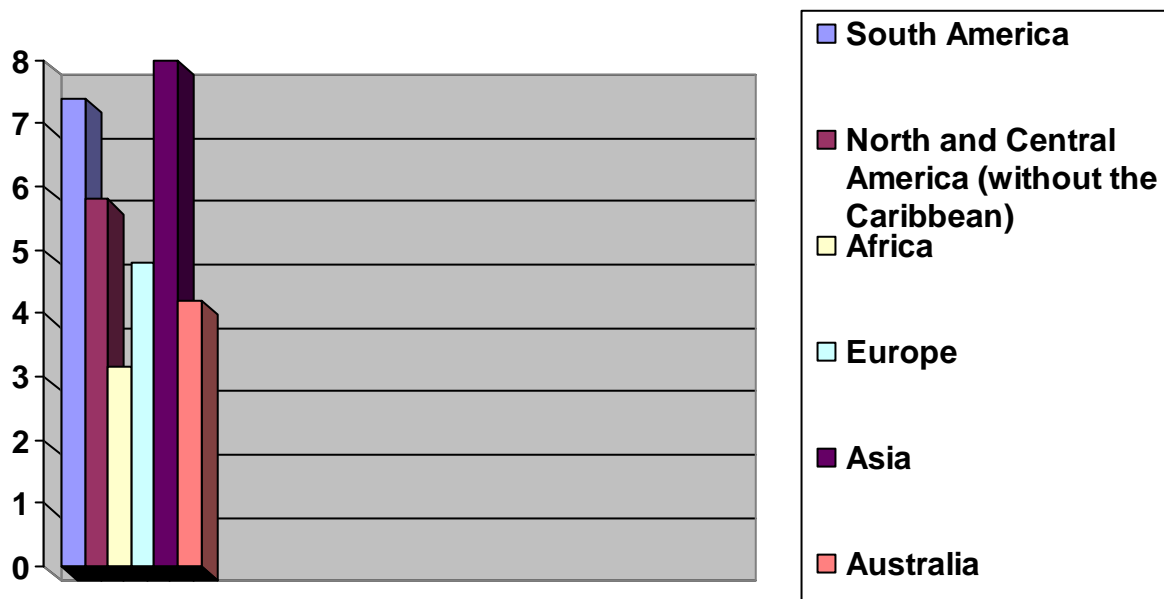 8
7
6
5
4
3
2
1
0
South America
North and Central
America (without the
Caribbean)
Africa
Europe
Asia
Australia